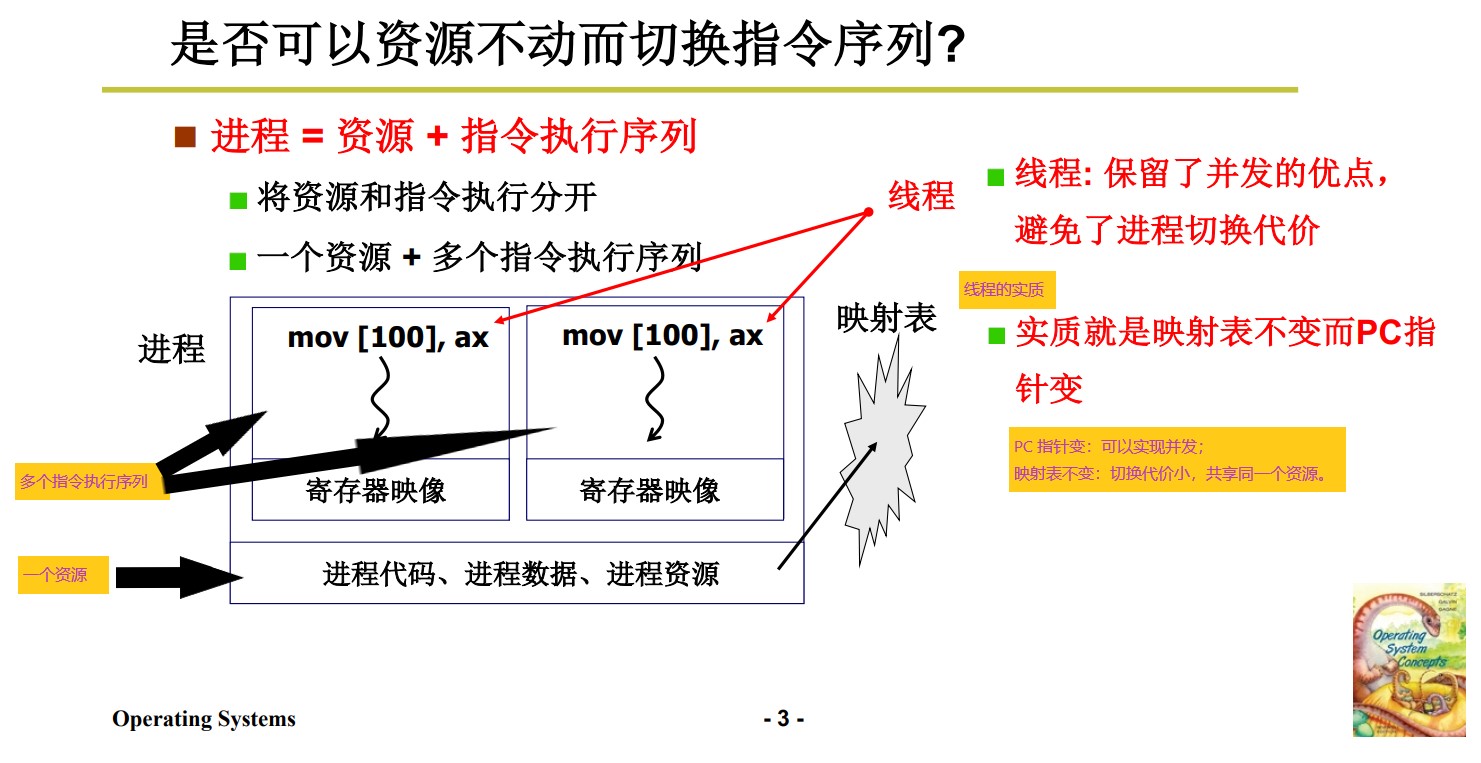 是否可以资源不动而切换指令序列?
进程 = 资源 + 指令执行序列
将资源和指令执行分开
一个资源 + 多个指令执行序列
线程
线程: 保留了并发的优点，
避免了进程切换代价
线程的实质
实质就是映射表不变而PC指
针变
PC 指针变：可以实现并发；
映射表不变：切换代价小，共享同一个资源。
进程
mov [100], ax
mov [100], ax
映射表
多个指令执行序列
寄存器映像
寄存器映像
一个资源
进程代码、进程数据、进程资源
SILBERSCHATZ
GALVIN
GAGNE
Operating
System
Concepts
Operating Systems
- 3 -